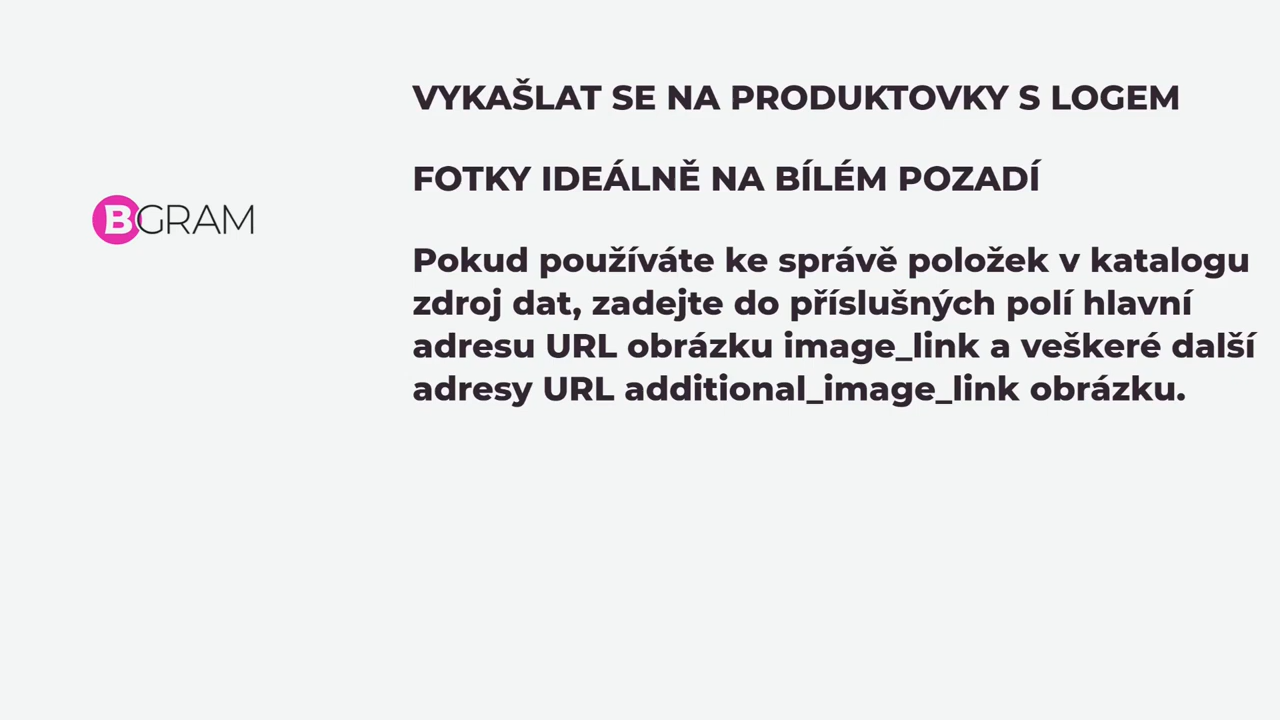 VYKAŠLAT SE NA PRODUKTOVKY S LOGEM
FOTKY IDEÁLNĚ NA BÍLÉM POZADÍ
BGRAM
Pokud používáte ke správě položek v katalogu
zdroj dat, zadejte do příslušných polí hlavní
adresu URL obrázku image_link a veškeré další
adresy URL additional_image_link obrázku.